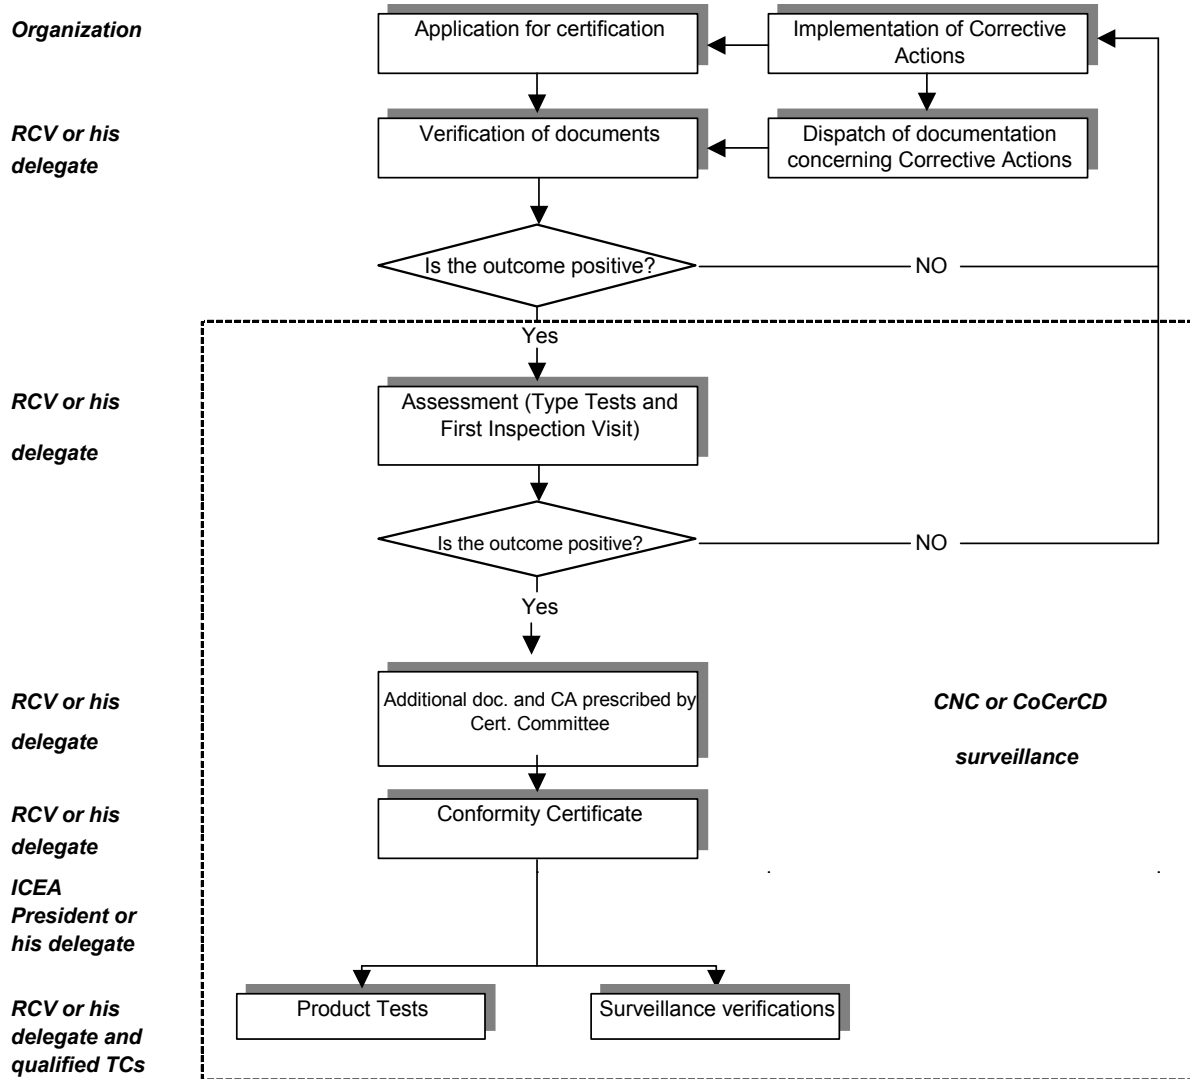 Organization
Application for certification
Implementation of Corrective
Actions
RCV or his
delegate
Verification of documents
Dispatch of documentation
concerning Corrective Actions
Is the outcome positive?
NO
Yes
RCV or his
delegate
Assessment (Type Tests and
First Inspection Visit)
Is the outcome positive?
NO
Yes
RCV or his
delegate
Additional doc. and CA prescribed by
Cert. Committee
CNC or CoCerCD
surveillance
RCV or his
delegate
Conformity Certificate
ICEA
President or
his delegate
RCV or his
delegate and
qualified TCs
Product Tests
Surveillance verifications